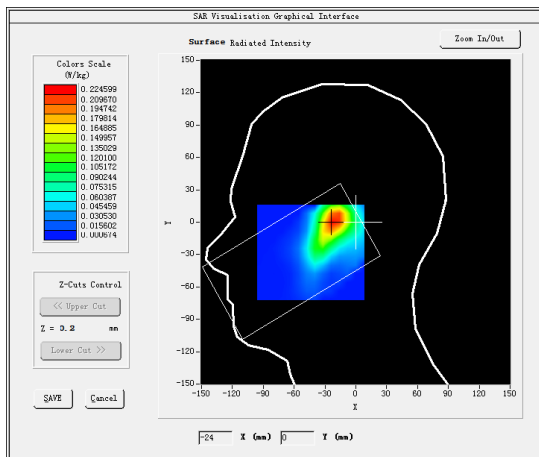 SAR Visualization Graphical Interface
Surface Radiated Intensity
Zoom In/Out
Colors Scale
(W/kg)
0.224599
0.209670
0.194742
0.179814
0.164885
0.149957
0.135029
0.120100
0.105172
0.090244
0.075315
0.060387
0.045459
0.030530
0.015602
0.000674
150
120
90
60
30
0
-30
-60
-90
-120
-150
Y
-150 -120 -90 -60 -30 0 30 60 90 120 150
X
Z-Cuts Control
<< Upper Cut
Z = 3.2 mm
Lower Cut >>
SAVE Cancel
-24 X (mm) 0 Y (mm)